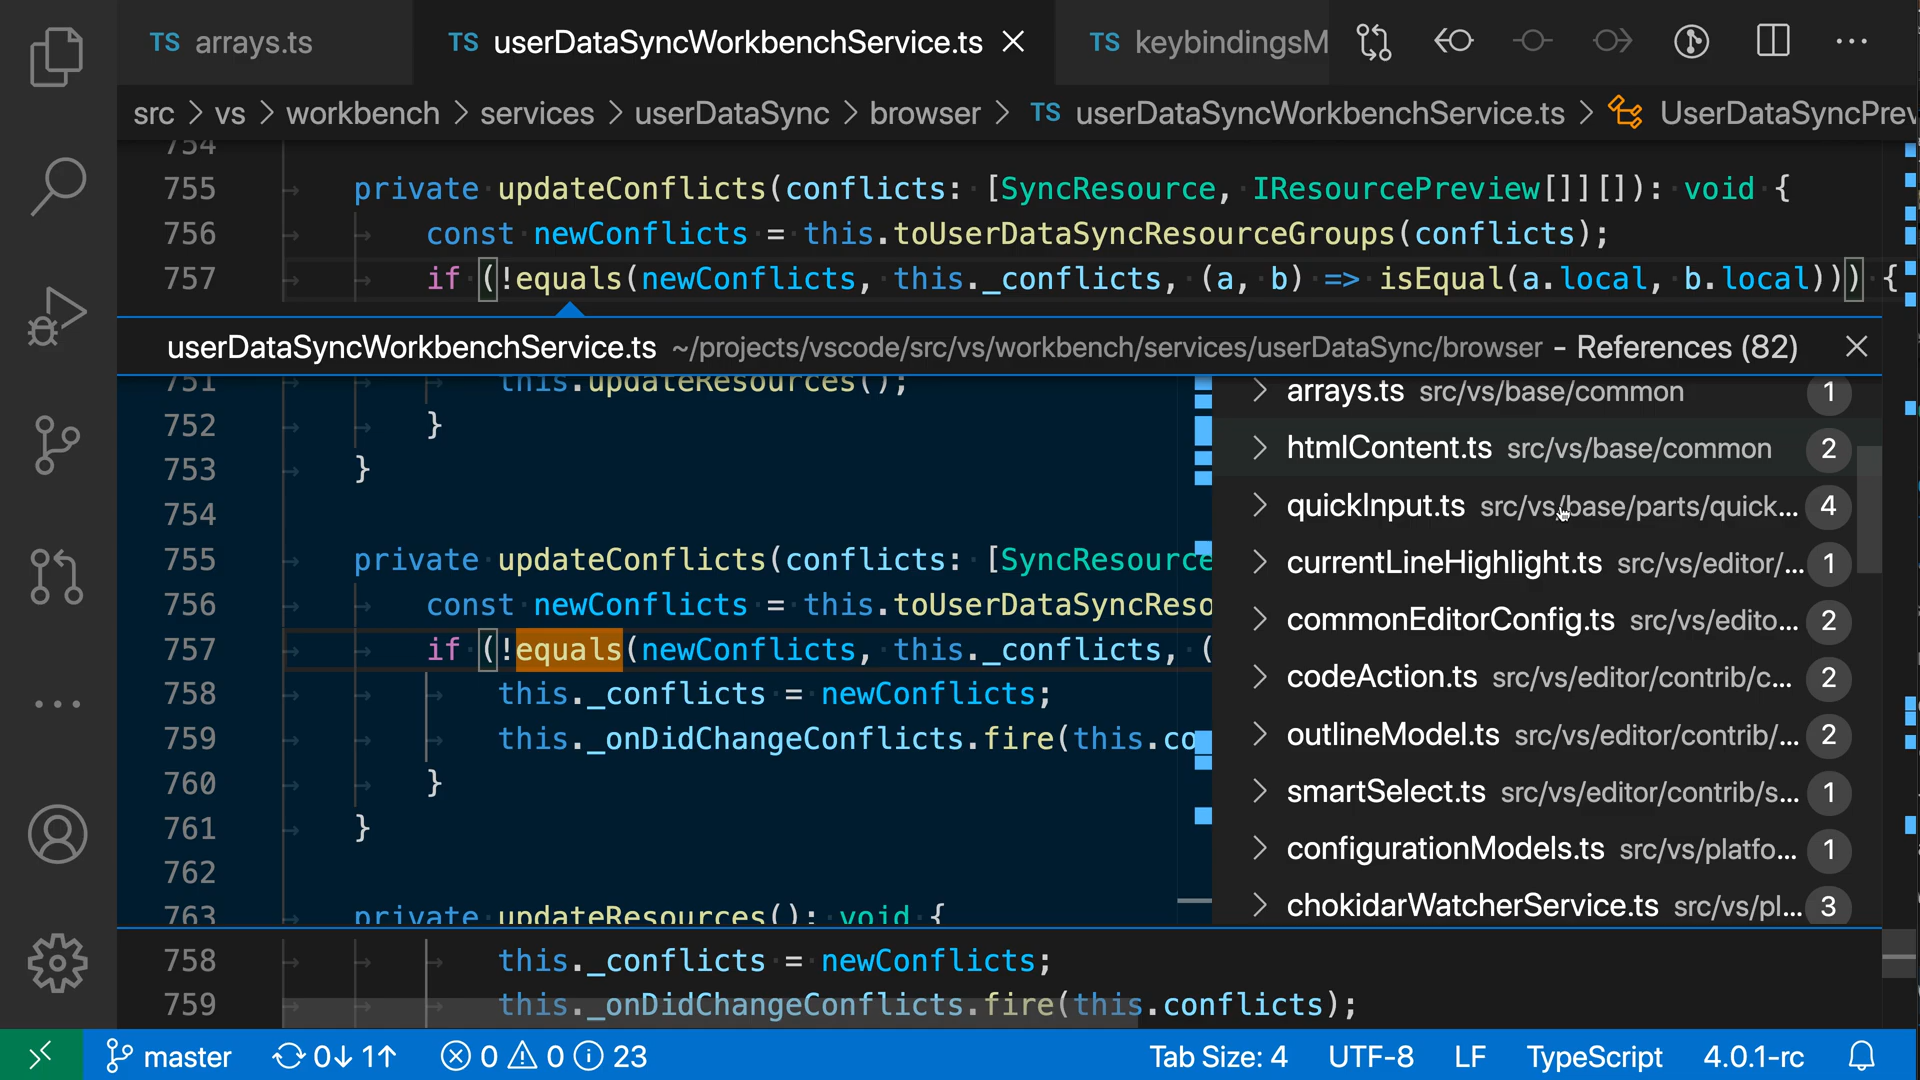 TS arrays.ts
TS userDataSyncWorkbenchService.ts
TS keybindingsM
src > vs > workbench > services > userDataSync > browser > TS userDataSyncWorkbenchService.ts > UserDataSyncPrev
754
755 private updateConflicts(conflicts: [SyncResource, IResourcePreview[]][]): void {
756 const newConflicts = this.toUserDataSyncResourceGroups(conflicts);
757 if (!equals(newConflicts, this._conflicts, (a, b) => isEqual(a.local, b.local))) {
userDataSyncWorkbenchService.ts ~/projects/vscode/src/vs/workbench/services/userDataSync/browser - References (82)
751 this.updateResources();
752 }
753 }
754
755 private updateConflicts(conflicts: [SyncResource
756 const newConflicts = this.toUserDataSyncReso
757 if (!equals(newConflicts, this._conflicts, (
758 this._conflicts = newConflicts;
759 this._onDidChangeConflicts.fire(this.co
760 }
761 }
762
763 private updateResources(): void {
arrays.ts src/vs/base/common 1
htmlContent.ts src/vs/base/common 2
quickInput.ts src/vs/base/parts/quick... 4
currentLineHighlight.ts src/vs/editor/... 1
commonEditorConfig.ts src/vs/edito... 2
codeAction.ts src/vs/editor/contrib/c... 2
outlineModel.ts src/vs/editor/contrib/... 2
smartSelect.ts src/vs/editor/contrib/s... 1
configurationModels.ts src/vs/platfo... 1
chokidarWatcherService.ts src/vs/pl... 3
758 this._conflicts = newConflicts;
759 this._onDidChangeConflicts.fire(this.conflicts);
master 0↓ 1↑ 0 0 23 Tab Size: 4 UTF-8 LF TypeScript 4.0.1-rc